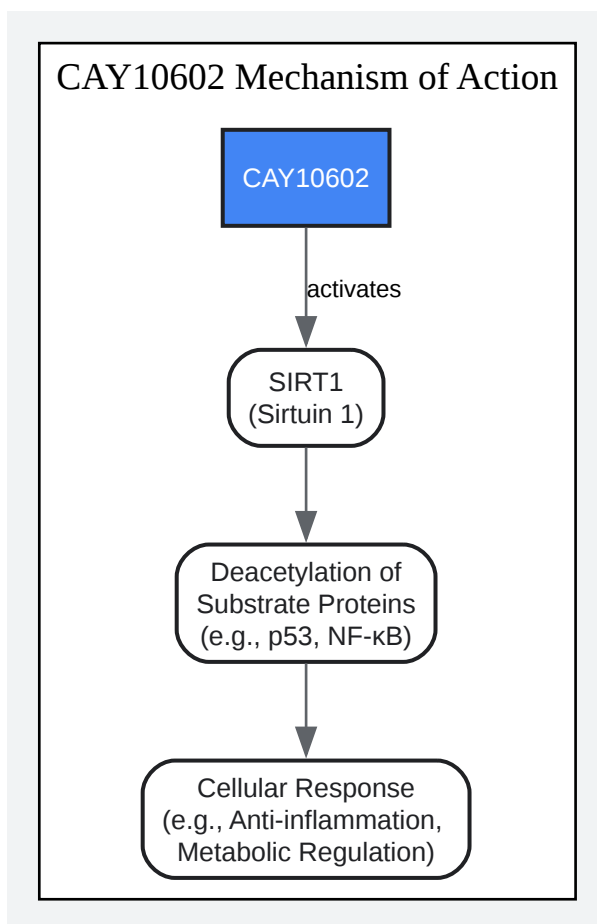 CAY10602 Mechanism of Action
CAY10602
activates
SIRT1
(Sirtuin 1)
Deacetylation of
Substrate Proteins
(e.g., p53, NF-κB)
Cellular Response
(e.g., Anti-inflammation,
Metabolic Regulation)